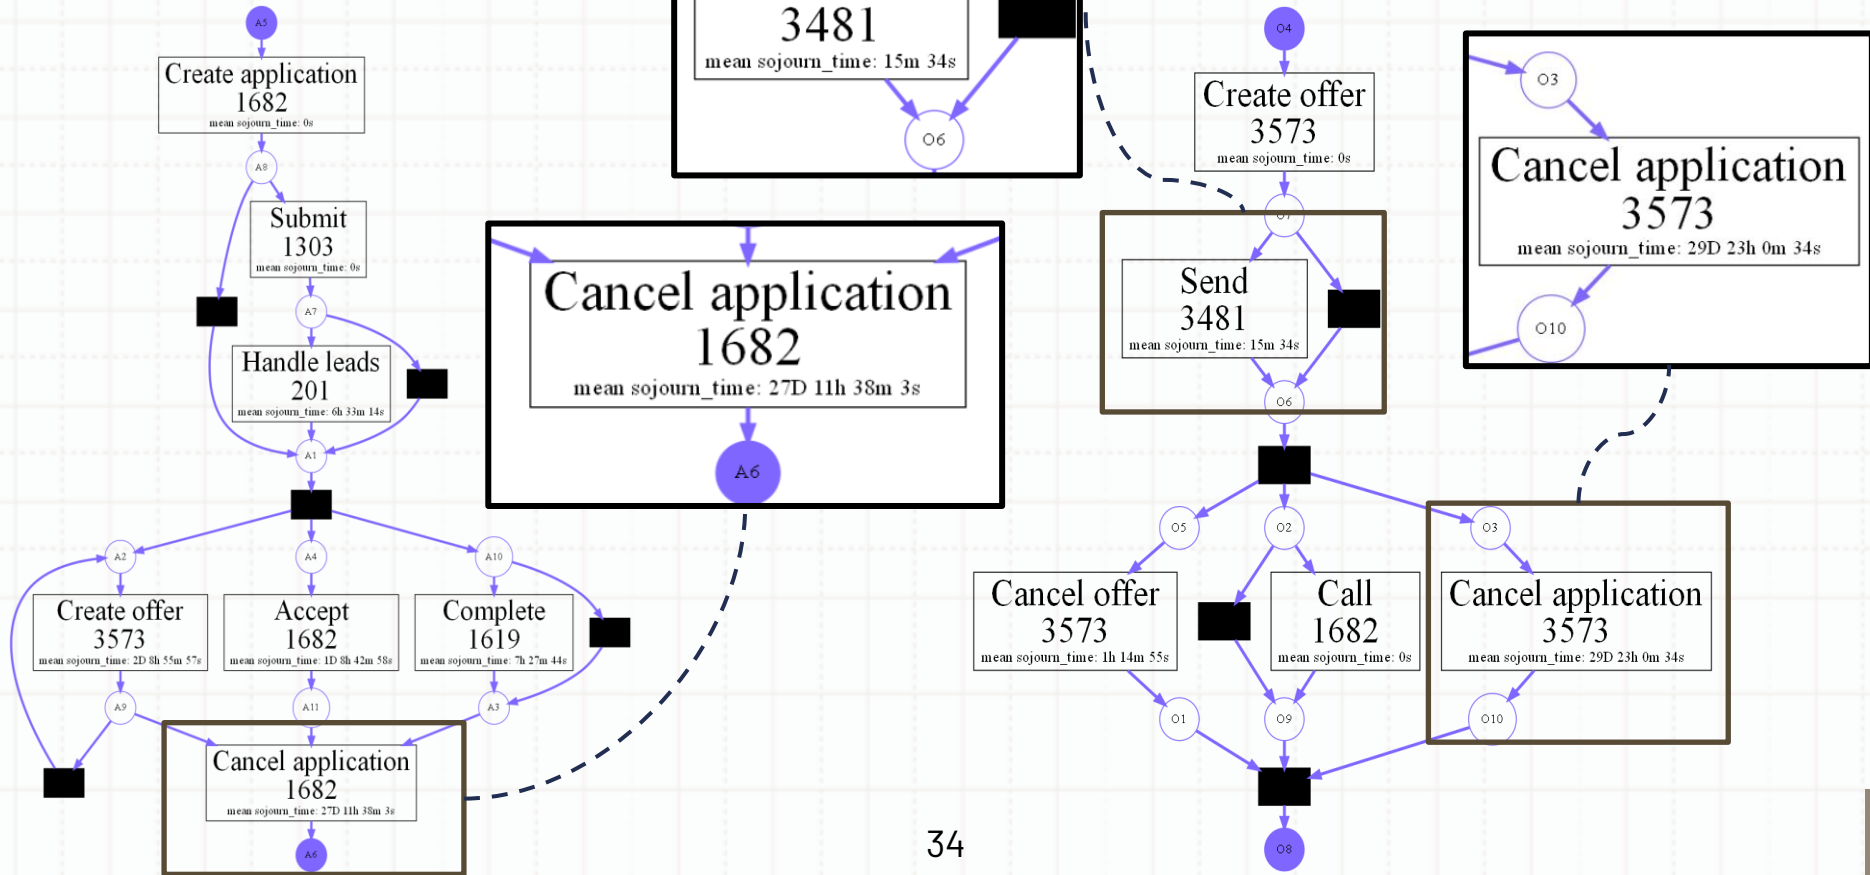 A5
Create application
1682
mean sojourn_time: 0s
A8
Submit
1303
mean sojourn_time: 0s
A7
Handle leads
201
mean sojourn_time: 6h 33m 14s
A1
A2
A4
A10
Create offer
3573
mean sojourn_time: 2D 8h 55m 57s
Accept
1682
mean sojourn_time: 1D 8h 42m 58s
Complete
1619
mean sojourn_time: 7h 27m 44s
A9
A11
A3
Cancel application
1682
mean sojourn_time: 27D 11h 38m 3s
A6
3481
mean sojourn_time: 15m 34s
O6
Cancel application
1682
mean sojourn_time: 27D 11h 38m 3s
A6
O4
Create offer
3573
mean sojourn_time: 0s
O7
Send
3481
mean sojourn_time: 15m 34s
O6
O5
O2
O3
Cancel offer
3573
mean sojourn_time: 1h 14m 55s
Call
1682
mean sojourn_time: 0s
Cancel application
3573
mean sojourn_time: 29D 23h 0m 34s
O1
O9
O10
O8
O3
Cancel application
3573
mean sojourn_time: 29D 23h 0m 34s
O10
34